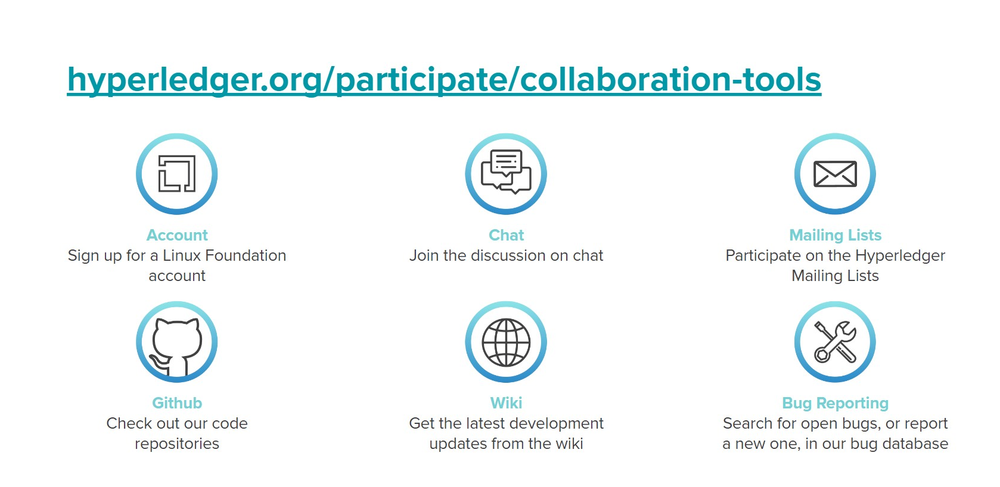 hyperledger.org/participate/collaboration-tools
Account
Sign up for a Linux Foundation
account
Chat
Join the discussion on chat
Mailing Lists
Participate on the Hyperledger
Mailing Lists
Github
Check out our code
repositories
Wiki
Get the latest development
updates from the wiki
Bug Reporting
Search for open bugs, or report
a new one, in our bug database